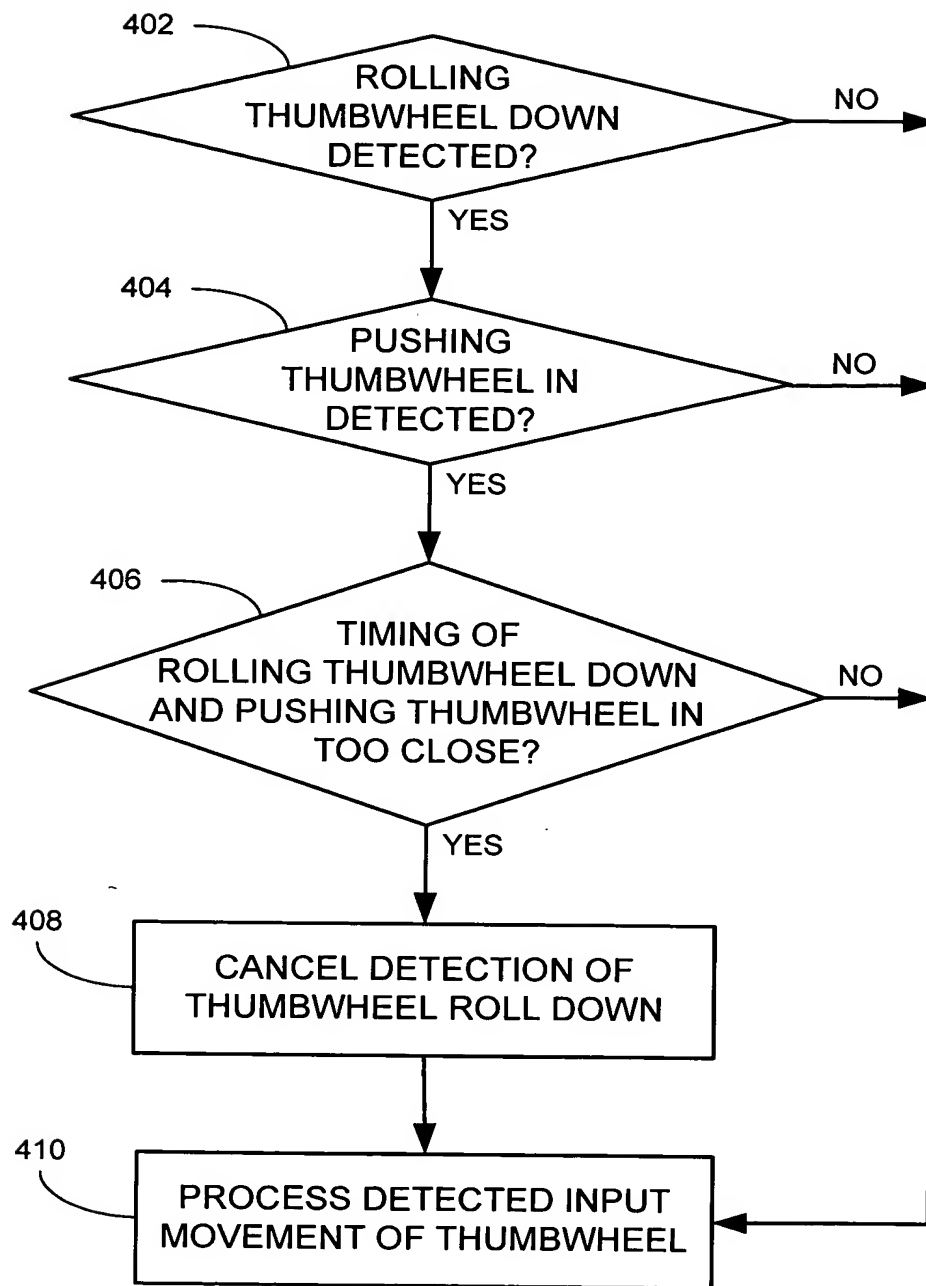 402
ROLLING
THUMBWHEEL DOWN
DETECTED?
NO
YES
404
PUSHING
THUMBWHEEL IN
DETECTED?
NO
YES
406
TIMING OF
ROLLING THUMBWHEEL DOWN
AND PUSHING THUMBWHEEL IN
TOO CLOSE?
NO
YES
408
CANCEL DETECTION OF
THUMBWHEEL ROLL DOWN
410
PROCESS DETECTED INPUT
MOVEMENT OF THUMBWHEEL